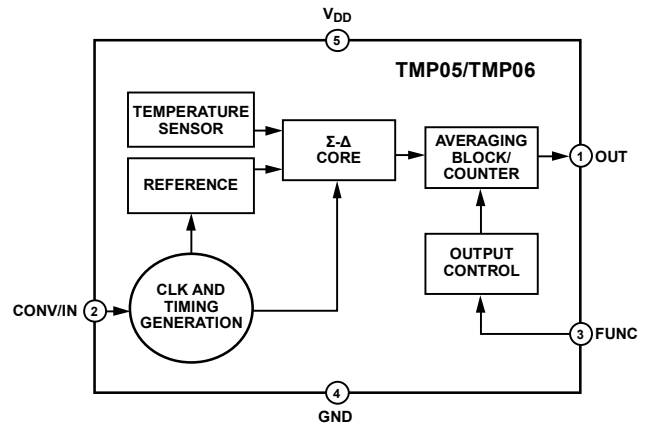 VDD
5
TMP05/TMP06
TEMPERATURE
SENSOR
Σ-Δ
CORE
AVERAGING
BLOCK/
COUNTER
1 OUT
REFERENCE
OUTPUT
CONTROL
CLK AND
TIMING
GENERATION
CONV/IN 2
3 FUNC
4
GND